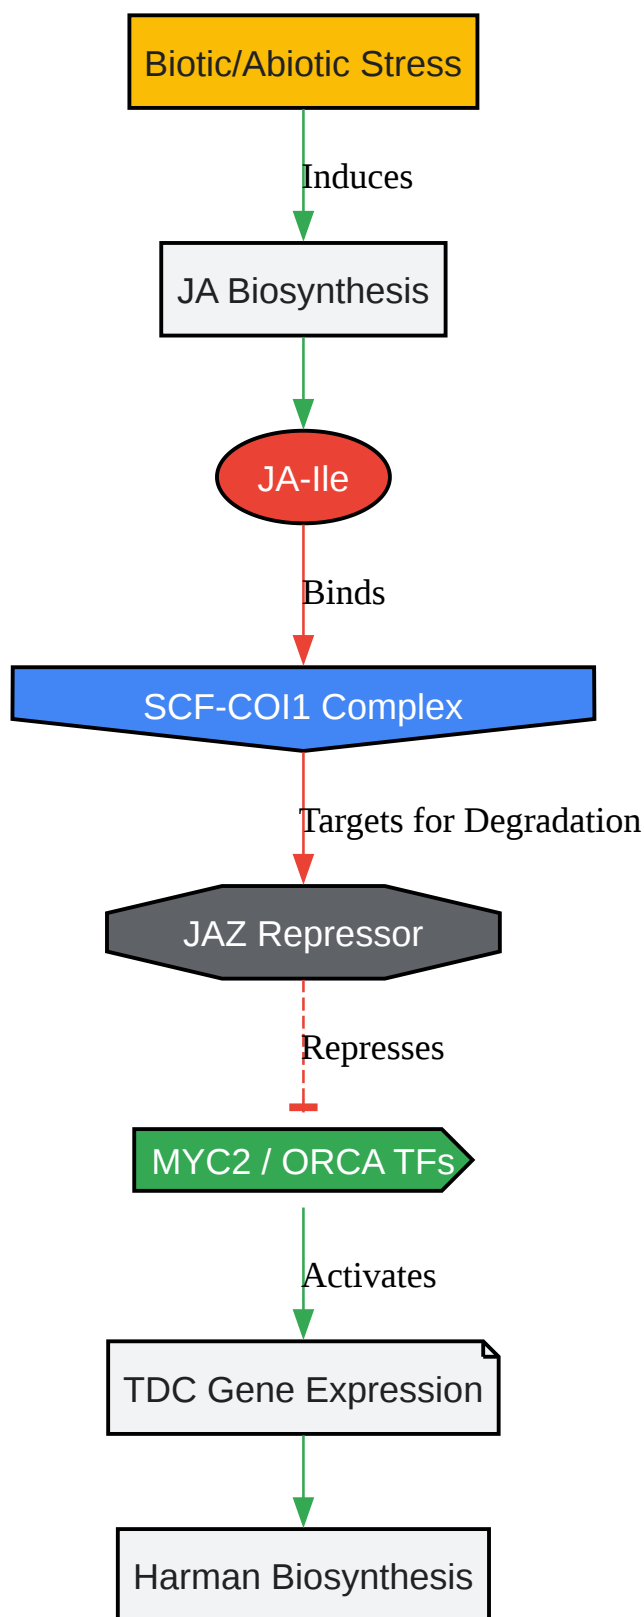 Biotic/Abiotic Stress
Induces
JA Biosynthesis
JA-Ile
Binds
SCF-COI1 Complex
Targets for Degradation
JAZ Repressor
Represses
MYC2 / ORCA TFs
Activates
TDC Gene Expression
Harman Biosynthesis